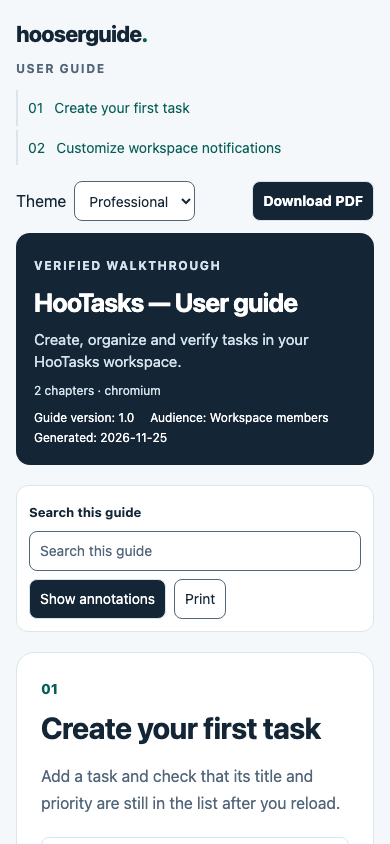 hooserguide.
USER GUIDE
01 Create your first task
02 Customize workspace notifications
Theme Professional Download PDF
VERIFIED WALKTHROUGH
HooTasks — User guide
Create, organize and verify tasks in your
HooTasks workspace.
2 chapters · chromium
Guide version: 1.0 Audience: Workspace members
Generated: 2026-11-25
Search this guide
Search this guide
Show annotations Print
01
Create your first task
Add a task and check that its title and
priority are still in the list after you reload.